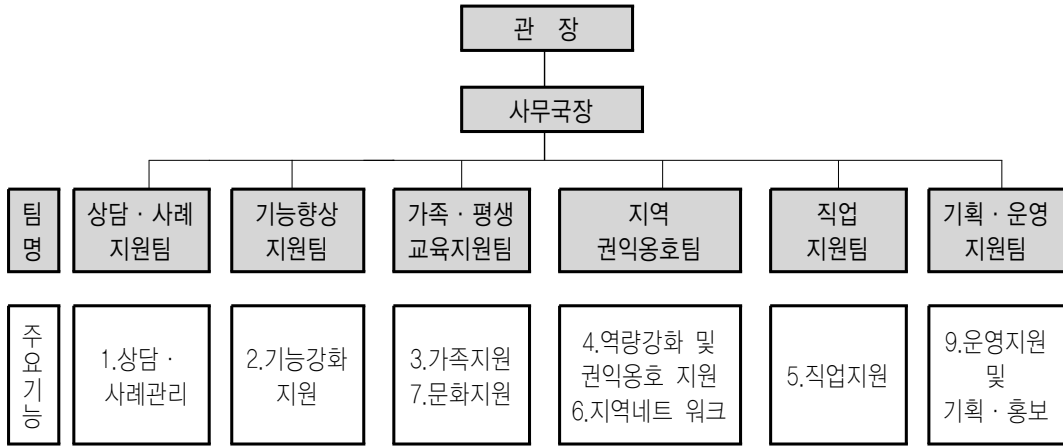 관 장
사무국장
팀
명
상담 · 사례
지원팀
기능향상
지원팀
가족 · 평생
교육지원팀
지역
권익옹호팀
직업
지원팀
기획 · 운영
지원팀
주
요
기
능
1.상담 ·
사례관리
2.기능강화
지원
3.가족지원
7.문화지원
4.역량강화 및
권익옹호 지원
6.지역네트 워크
5.직업지원
9.운영지원
및
기획 · 홍보